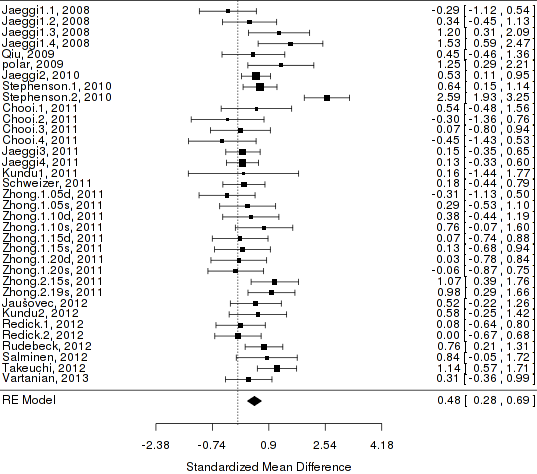 Jaeggi1.1, 2008 -0.29 [ -1.12 , 0.54 ]
Jaeggi1.2, 2008 0.34 [ -0.45 , 1.13 ]
Jaeggi1.3, 2008 1.20 [ 0.31 , 2.09 ]
Jaeggi1.4, 2008 1.53 [ 0.59 , 2.47 ]
Qiu, 2009 0.45 [ -0.46 , 1.36 ]
polar, 2009 1.25 [ 0.29 , 2.21 ]
Jaeggi2, 2010 0.53 [ 0.11 , 0.95 ]
Stephenson.1, 2010 0.64 [ 0.15 , 1.14 ]
Stephenson.2, 2010 2.59 [ 1.93 , 3.25 ]
Chooi.1, 2011 0.54 [ -0.48 , 1.56 ]
Chooi.2, 2011 -0.30 [ -1.36 , 0.76 ]
Chooi.3, 2011 0.07 [ -0.80 , 0.94 ]
Chooi.4, 2011 -0.45 [ -1.43 , 0.53 ]
Jaeggi3, 2011 0.15 [ -0.35 , 0.65 ]
Jaeggi4, 2011 0.13 [ -0.33 , 0.60 ]
Kundu1, 2011 0.16 [ -1.44 , 1.77 ]
Schweizer, 2011 0.18 [ -0.44 , 0.79 ]
Zhong.1.05d, 2011 -0.31 [ -1.13 , 0.50 ]
Zhong.1.05s, 2011 0.29 [ -0.53 , 1.10 ]
Zhong.1.10d, 2011 0.38 [ -0.44 , 1.19 ]
Zhong.1.10s, 2011 0.76 [ -0.07 , 1.60 ]
Zhong.1.15d, 2011 0.07 [ -0.74 , 0.88 ]
Zhong.1.15s, 2011 0.13 [ -0.68 , 0.94 ]
Zhong.1.20d, 2011 0.03 [ -0.78 , 0.84 ]
Zhong.1.20s, 2011 -0.06 [ -0.87 , 0.75 ]
Zhong.2.15s, 2011 1.07 [ 0.39 , 1.76 ]
Zhong.2.19s, 2011 0.98 [ 0.29 , 1.66 ]
Jaušovec, 2012 0.52 [ -0.22 , 1.26 ]
Kundu2, 2012 0.58 [ -0.25 , 1.42 ]
Redick.1, 2012 0.08 [ -0.64 , 0.80 ]
Redick.2, 2012 0.00 [ -0.67 , 0.68 ]
Rudebeck, 2012 0.76 [ 0.21 , 1.31 ]
Salminen, 2012 0.84 [ -0.05 , 1.72 ]
Takeuchi, 2012 1.14 [ 0.57 , 1.71 ]
Vartanian, 2013 0.31 [ -0.36 , 0.99 ]
RE Model 0.48 [ 0.28 , 0.69 ]
-2.38 -0.74 0.9 2.54 4.18
Standardized Mean Difference